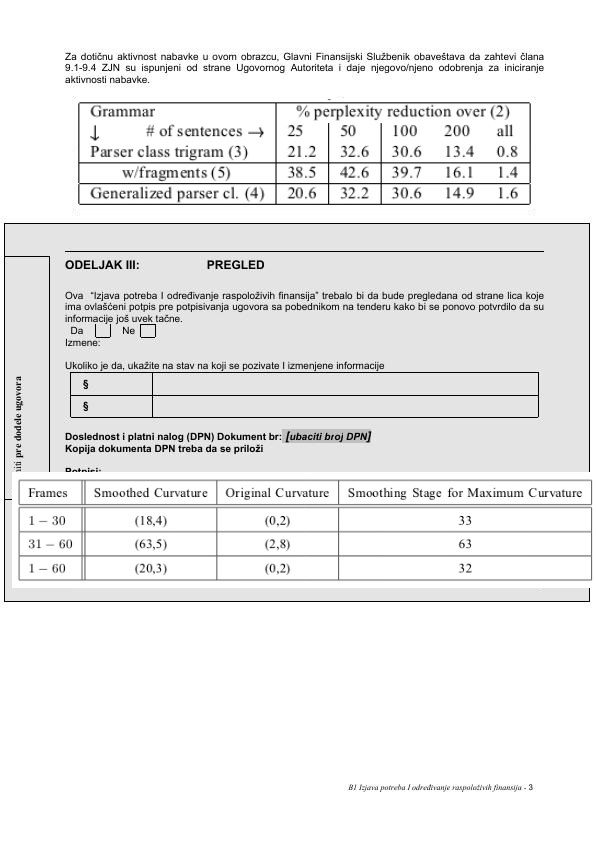 Za dotičnu aktivnost nabavke u ovom obrazcu, Glavni Finansijski Službenik obaveštava da zahtevi člana
9.1-9.4 ZJN su ispunjeni od strane Ugovornog Autoriteta i daje njegovo/njeno odobrenja za iniciranje
aktivnosti nabavke.
Grammar % perplexity reduction over (2)
↓ # of sentences → 25 50 100 200 all
Parser class trigram (3) 21.2 32.6 30.6 13.4 0.8
w/fragments (5) 38.5 42.6 39.7 16.1 1.4
Generalized parser cl. (4) 20.6 32.2 30.6 14.9 1.6
ODELJAK III: PREGLED
Ova “Izjava potreba I određivanje raspoloživih finansija” trebalo bi da bude pregledana od strane lica koje
ima ovlašćeni potpis pre potpisivanja ugovora sa pobednikom na tenderu kako bi se ponovo potvrdilo da su
informacije još uvek tačne.
Da Ne
Izmene:
Ukoliko je da, ukažite na stav na koji se pozivate I izmenjene informacije
§
§
pre dodele ugovora
Doslednost i platni nalog (DPN) Dokument br: [ubaciti broj DPN]
Kopija dokumenta DPN treba da se priloži
Potpisi:
Frames Smoothed Curvature Original Curvature Smoothing Stage for Maximum Curvature
1 − 30 (18,4) (0,2) 33
31 − 60 (63,5) (2,8) 63
1 − 60 (20,3) (0,2) 32
B1 Izjava potreba I određivanje raspoloživih finansija - 3